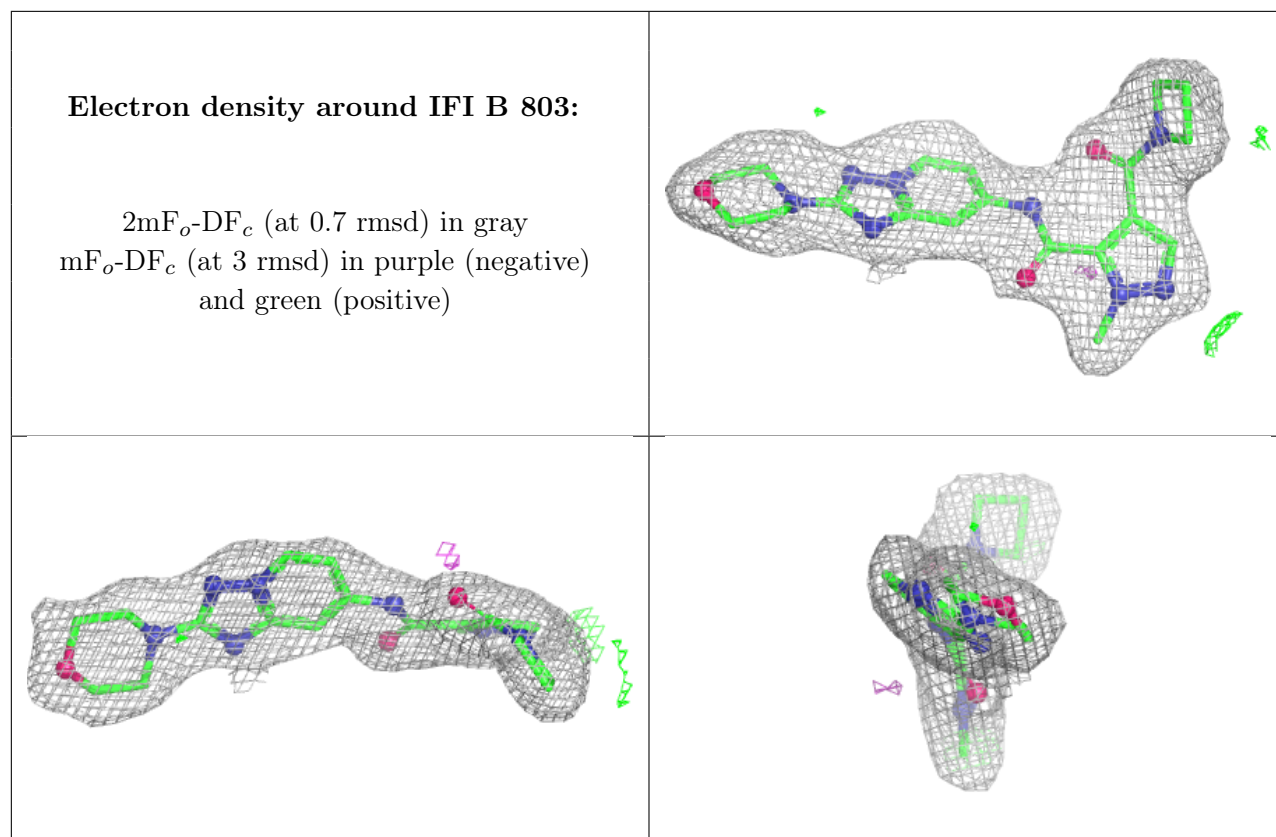 Electron density around IFI B 803:
2mFo-DFc (at 0.7 rmsd) in gray
mFo-DFc (at 3 rmsd) in purple (negative)
and green (positive)